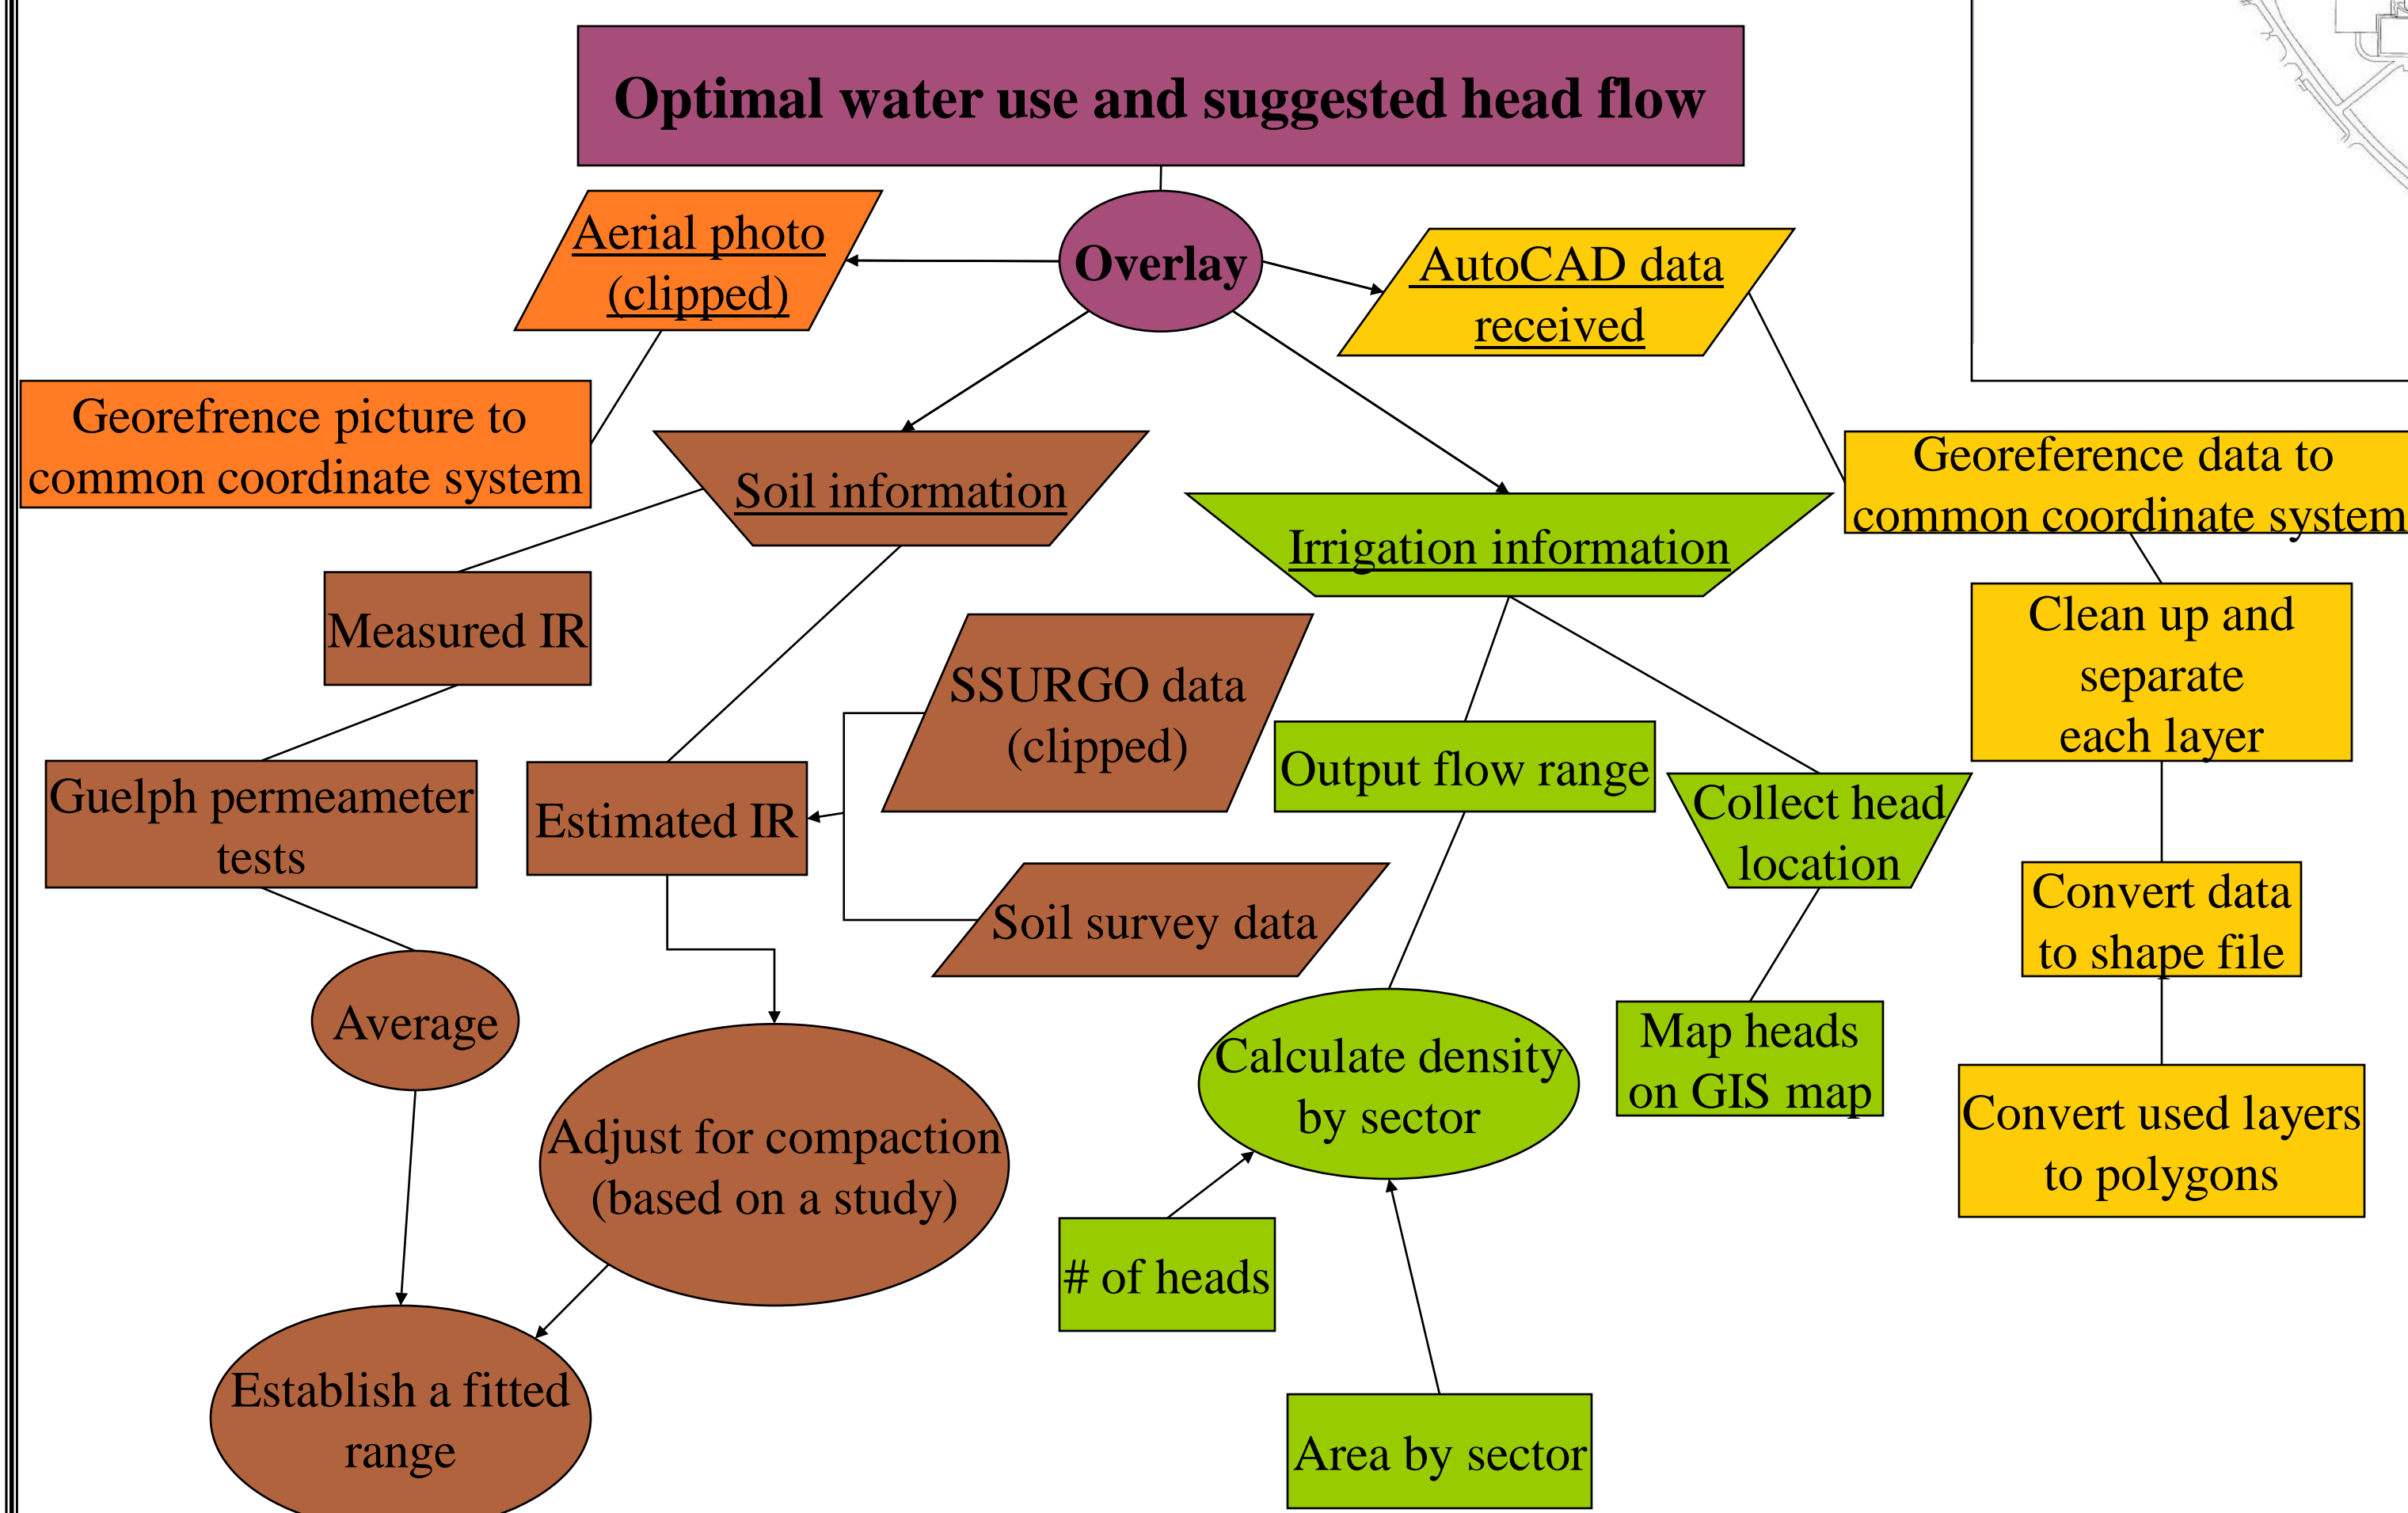 Optimal water use and suggested head flow
Overlay
Aerial photo
(clipped)
AutoCAD data
received
Georefrence picture to
common coordinate system
Soil information
Irrigation information
Georeference data to
common coordinate system
Measured IR
SSURGO data
(clipped)
Clean up and
separate
each layer
Guelph permeameter
tests
Estimated IR
Output flow range
Collect head
location
Soil survey data
Convert data
to shape file
Average
Map heads
on GIS map
Calculate density
by sector
Adjust for compaction
(based on a study)
Convert used layers
to polygons
# of heads
Establish a fitted
range
Area by sector